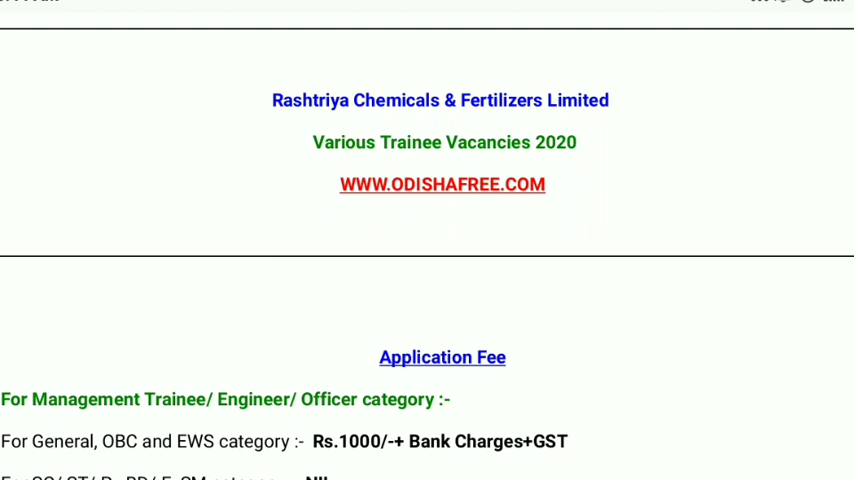 Rashtriya Chemicals & Fertilizers Limited
Various Trainee Vacancies 2020
WWW.ODISHAFREE.COM
Application Fee
For Management Trainee/ Engineer/ Officer category :-
For General, OBC and EWS category :- Rs.1000/-+ Bank Charges+GST